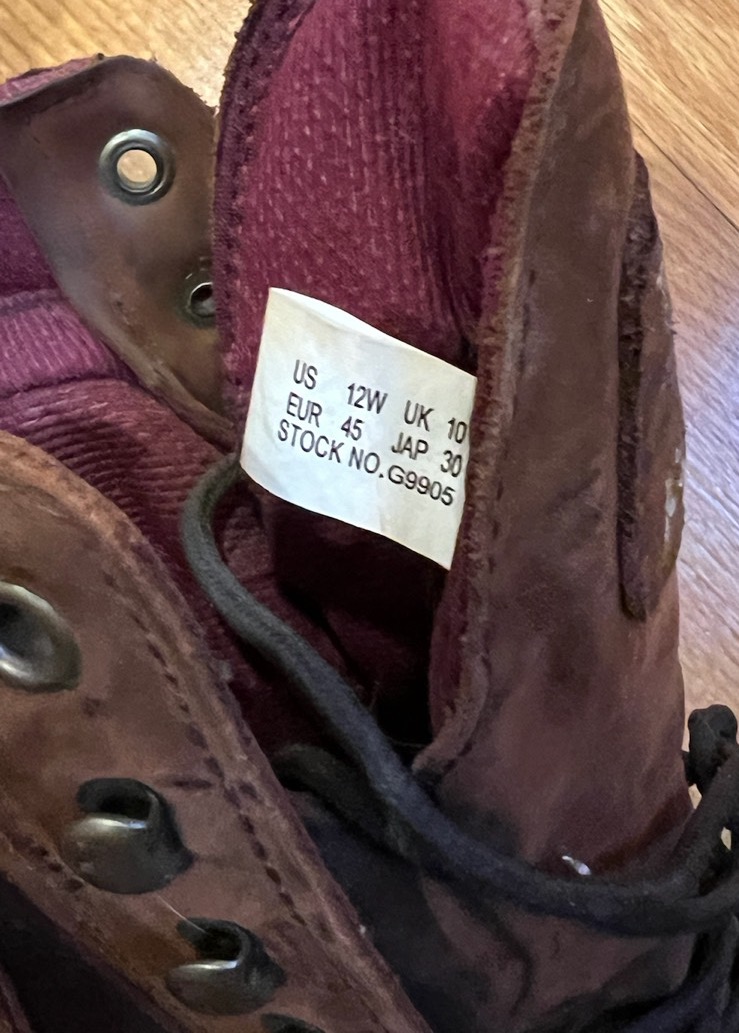 US 12W UK 10
EUR 45 JAP 30
STOCK NO.G9905